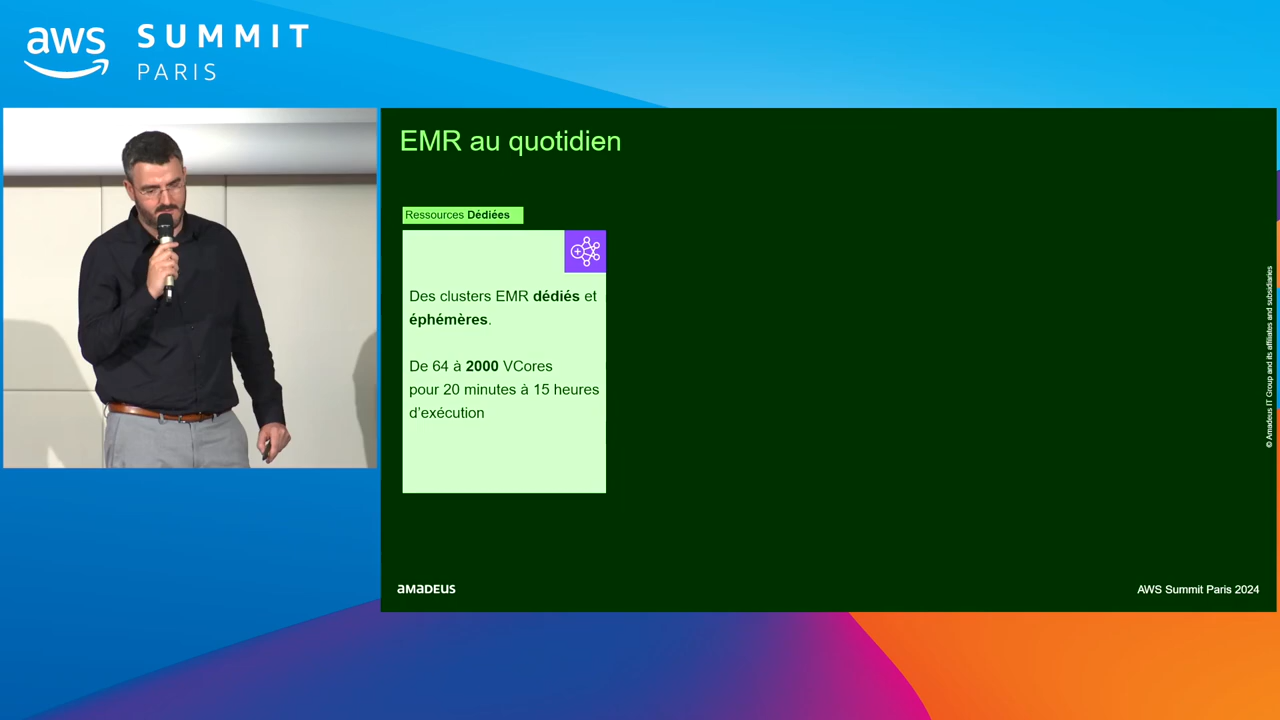 aws SUMMIT
PARIS
EMR au quotidien
Ressources Dédiées
Des clusters EMR dédiés et
éphémères.
De 64 à 2000 VCores
pour 20 minutes à 15 heures
d'exécution
© Amadeus IT Group and its affiliates and subsidiaries
amadeus
AWS Summit Paris 2024